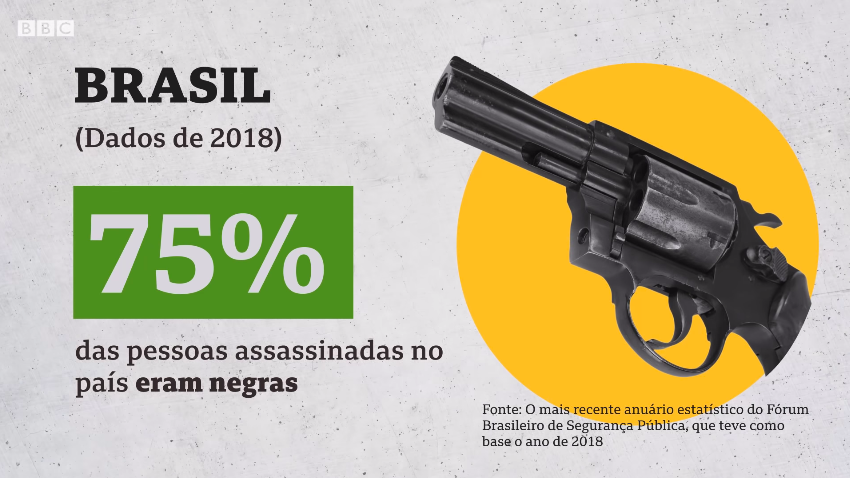 BBC
BRASIL
(Dados de 2018)
75%
das pessoas assassinadas no
país eram negras
Fonte: O mais recente anuário estatístico do Fórum
Brasileiro de Segurança Pública, que teve como
base o ano de 2018